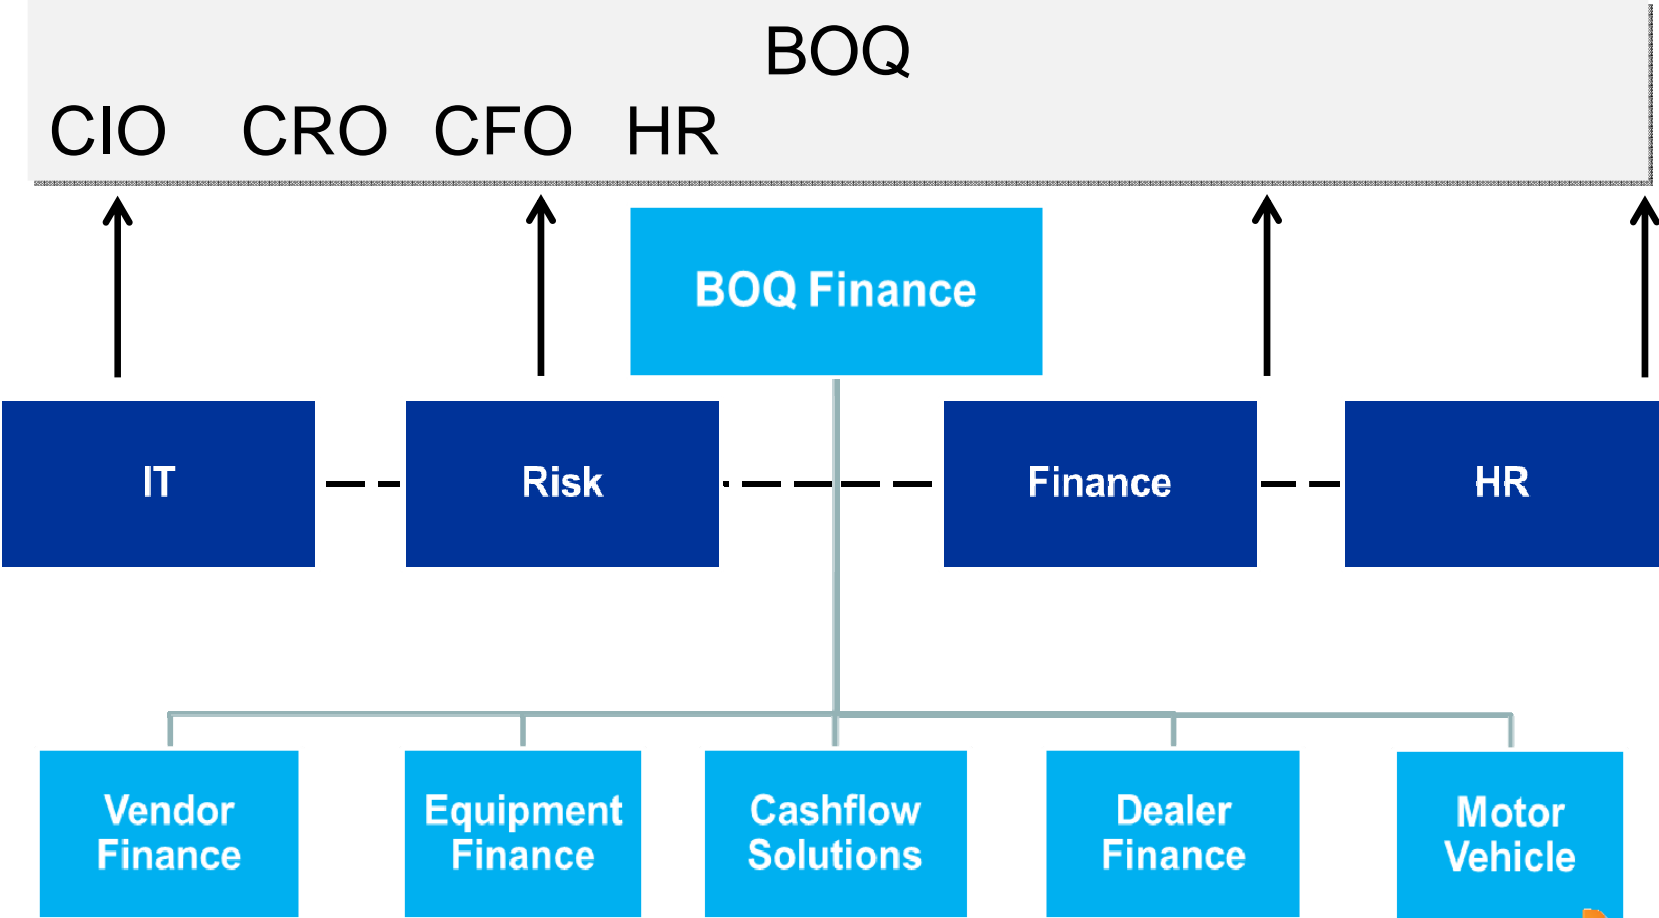 BOQ
CIO CRO CFO HR
BOQ Finance
IT
Risk
Finance
HR
Vendor
Finance
Equipment
Finance
Cashflow
Solutions
Dealer
Finance
Motor
Vehicle